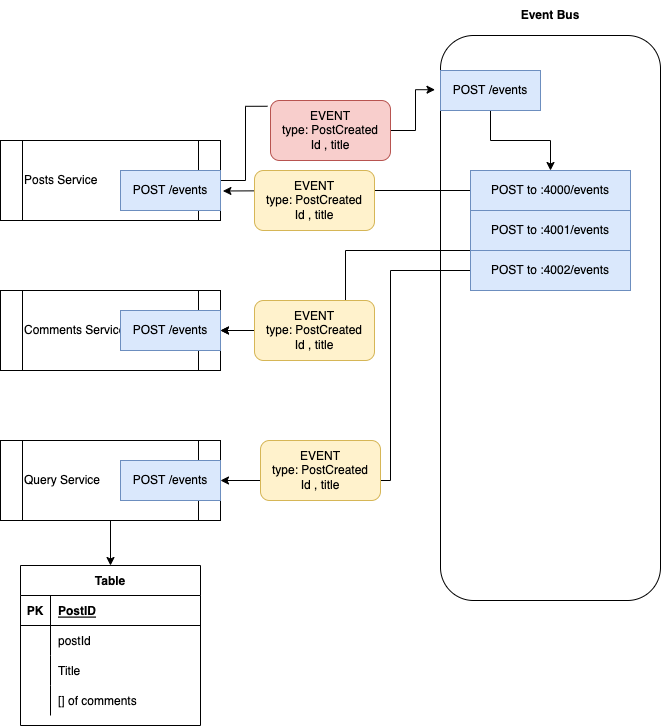 Event Bus
POST /events
EVENT
type: PostCreated
Id , title
Posts Service
POST /events
EVENT
type: PostCreated
Id , title
POST to :4000/events
POST to :4001/events
POST to :4002/events
Comments Servic
POST /events
EVENT
type: PostCreated
Id , title
Query Service
POST /events
EVENT
type: PostCreated
Id , title
Table
PK PostID
postId
Title
[] of comments